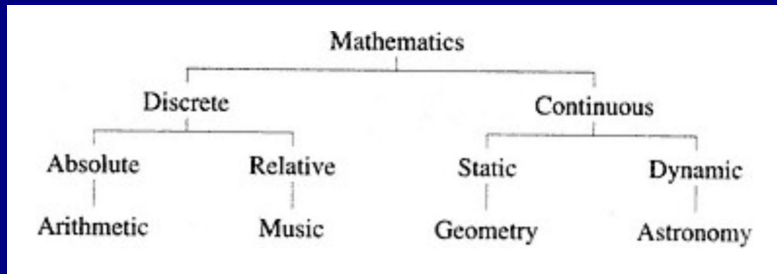 Mathematics
Discrete Continuous
Absolute Relative Static Dynamic
Arithmetic Music Geometry Astronomy